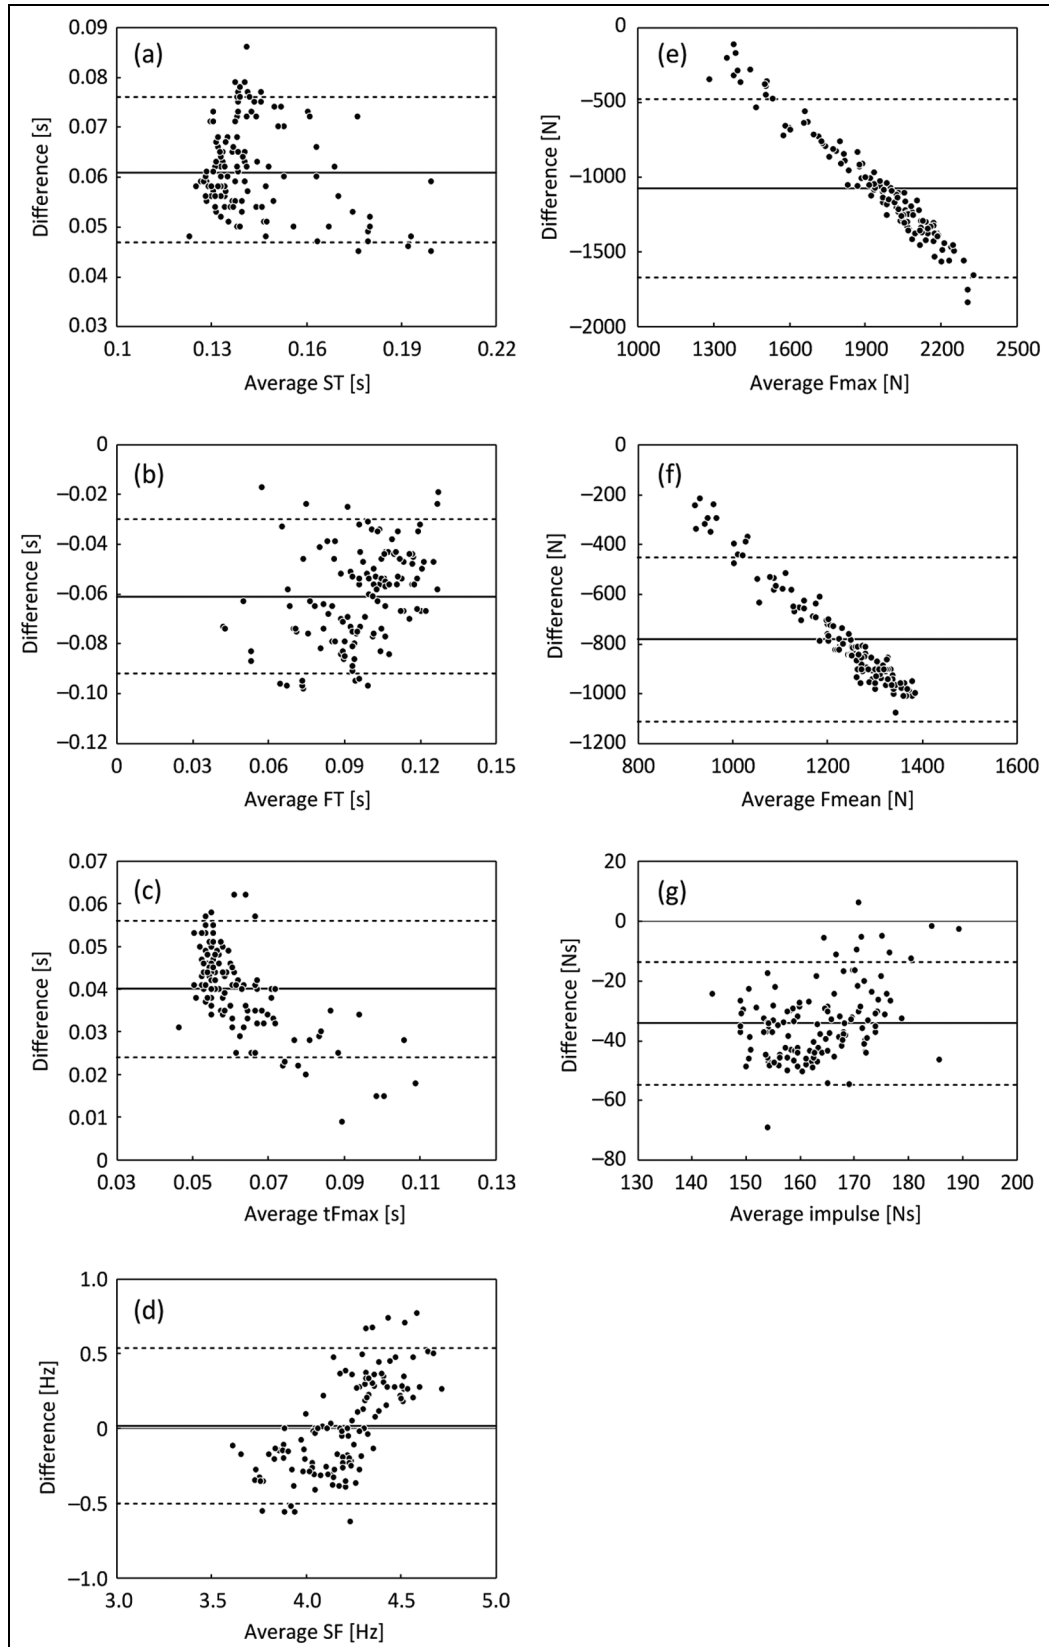 (a)
Difference [s]
0.09
0.08
0.07
0.06
0.05
0.04
0.03
0.1 0.13 0.16 0.19 0.22
Average ST [s]
(e)
Difference [N]
0
−500
−1000
−1500
−2000
1000 1300 1600 1900 2200 2500
Average Fmax [N]
(b)
Difference [s]
0
−0.02
−0.04
−0.06
−0.08
−0.10
−0.12
0 0.03 0.06 0.09 0.12 0.15
Average FT [s]
(f)
Difference [N]
0
−200
−400
−600
−800
−1000
−1200
800 1000 1200 1400 1600
Average Fmean [N]
(c)
Difference [s]
0.07
0.06
0.05
0.04
0.03
0.02
0.01
0
0.03 0.05 0.07 0.09 0.11 0.13
Average tFmax [s]
(g)
Difference [Ns]
20
0
−20
−40
−60
−80
130 140 150 160 170 180 190 200
Average impulse [Ns]
(d)
Difference [Hz]
1.0
0.5
0
−0.5
−1.0
3.0 3.5 4.0 4.5 5.0
Average SF [Hz]